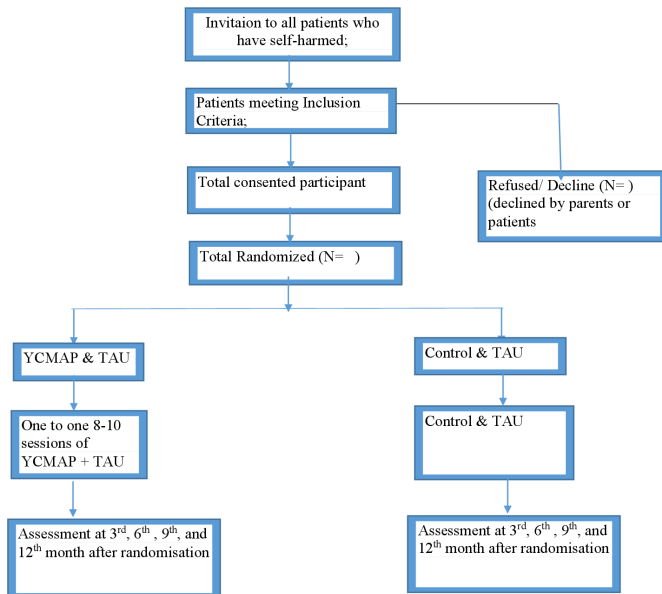 Invitaion to all patients who
have self-harmed;
Patients meeting Inclusion
Criteria;
Total consented participant
Refused/ Decline (N= )
(declined by parents or
patients
Total Randomized (N=   )
YCMAP & TAU
Control & TAU
One to one 8-10
sessions of
YCMAP + TAU
Control & TAU
Assessment at 3rd, 6th , 9th, and
12th month after randomisation
Assessment at 3rd, 6th , 9th, and
12th month after randomisation